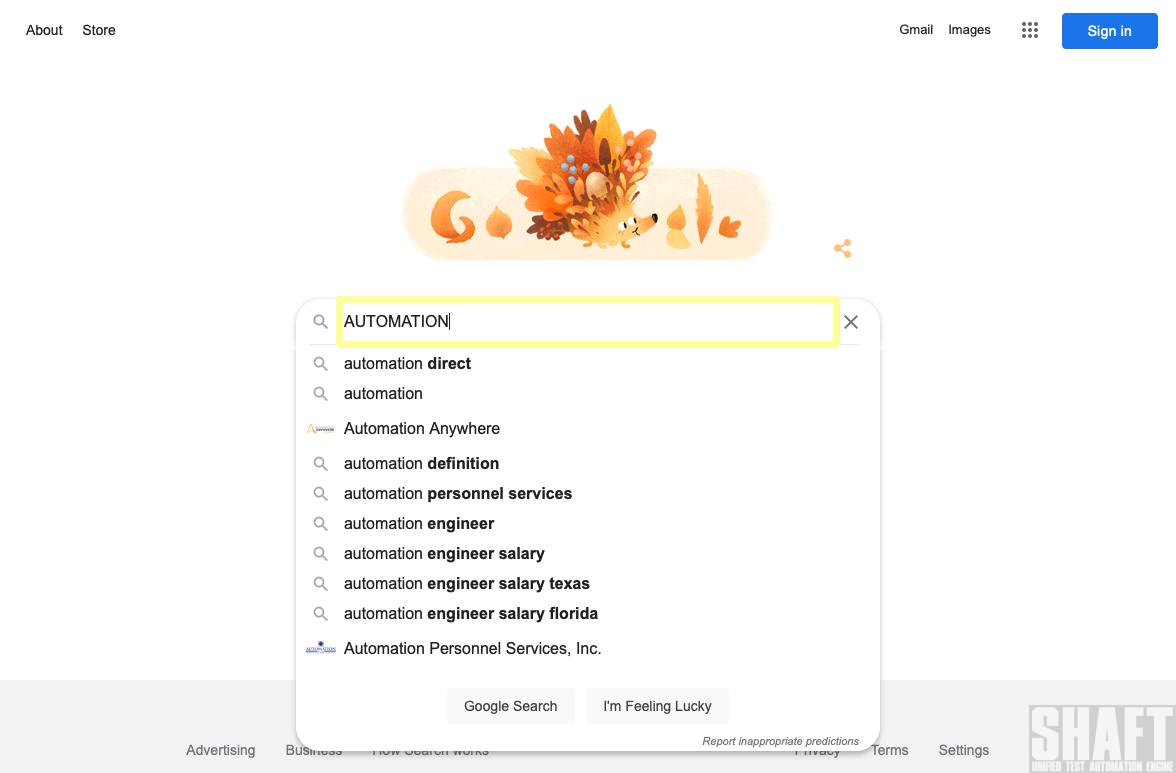 About Store
Gmail Images Sign in
AUTOMATION
automation direct
automation
Automation Anywhere
automation definition
automation personnel services
automation engineer
automation engineer salary
automation engineer salary texas
automation engineer salary florida
Automation Personnel Services, Inc.
Google Search I'm Feeling Lucky
Report inappropriate predictions
Advertising Business How Search works Privacy Terms Settings
SHAFT
UNIFIED TEST AUTOMATION ENGINE